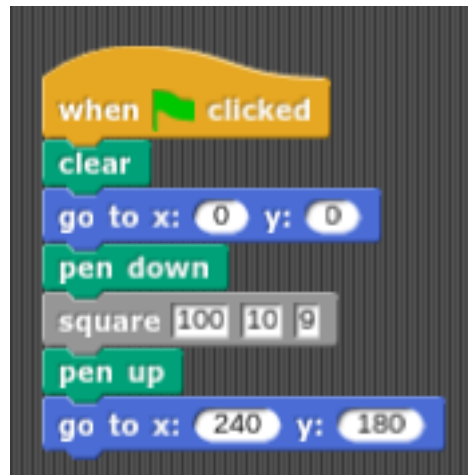 when clicked
clear
go to x: 0 y: 0
pen down
square 100 10 9
pen up
go to x: 240 y: 180